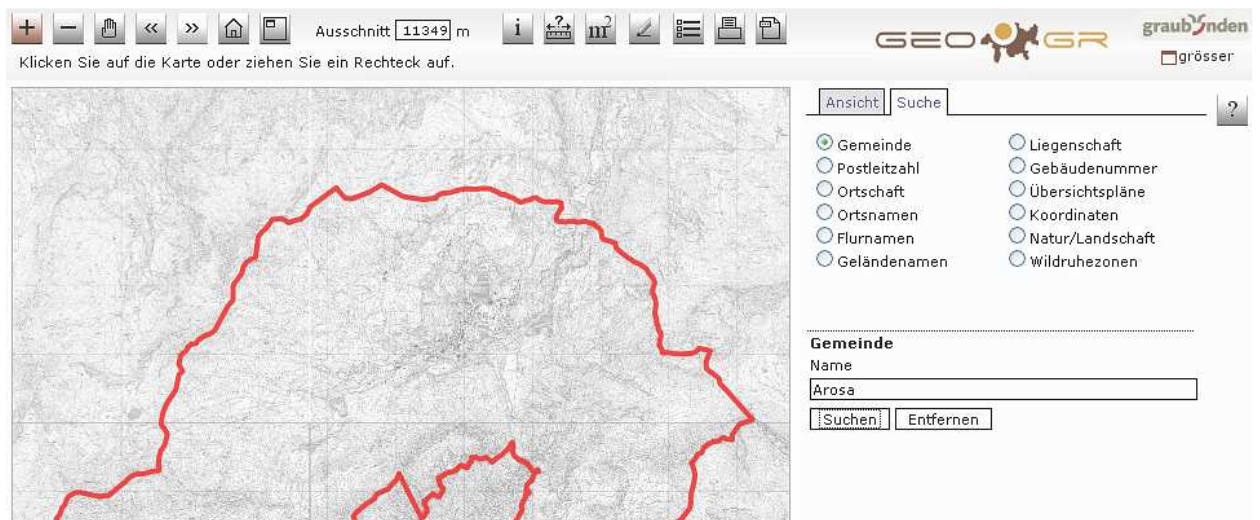 Ausschnitt 11349 m
i
?
m²
GEO GR
graubünden
grösser
Klicken Sie auf die Karte oder ziehen Sie ein Rechteck auf.
Ansicht Suche
?
Gemeinde Liegenschaft
Postleitzahl Gebäudenummer
Ortschaft Übersichtspläne
Ortsnamen Koordinaten
Flurnamen Natur/Landschaft
Geländenamen Wildruhezonen
Gemeinde
Name
Arosa
Suchen Entfernen